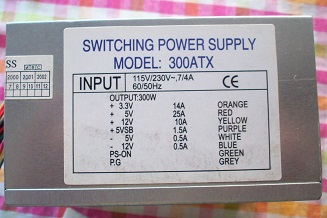 SWITCHING POWER SUPPLY
MODEL: 300ATX
SS
2000 2001 2002
7 8 9 10 11 12
INPUT
115V/230V~,7/4A
60/50Hz
CE
OUTPUT:300W
+ 3.3V 14A ORANGE
+ 5V 25A RED
+ 12V 10A YELLOW
+ 5VSB 1.5A PURPLE
- 5V 0.5A WHITE
- 12V 0.5A BLUE
PS-ON GREEN
P.G GREY